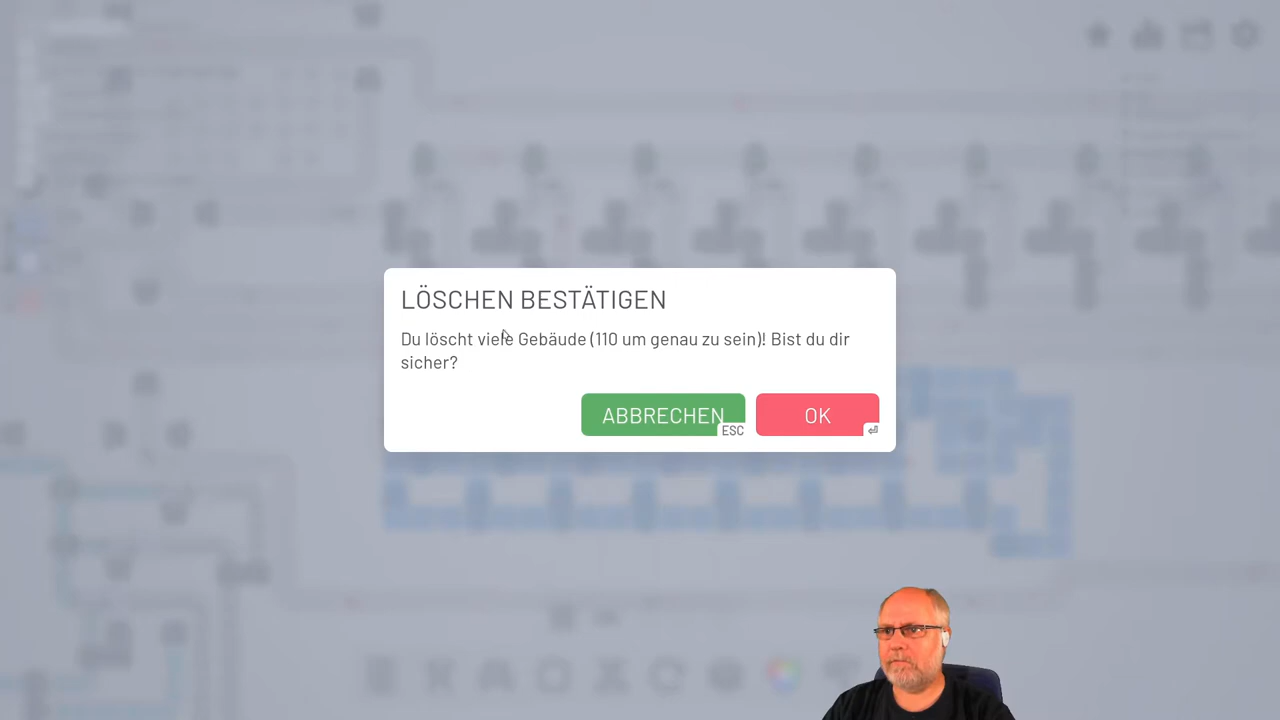 LÖSCHEN BESTÄTIGEN
Du löscht viele Gebäude (110 um genau zu sein)! Bist du dir
sicher?
ABBRECHEN
ESC
OK
⏎